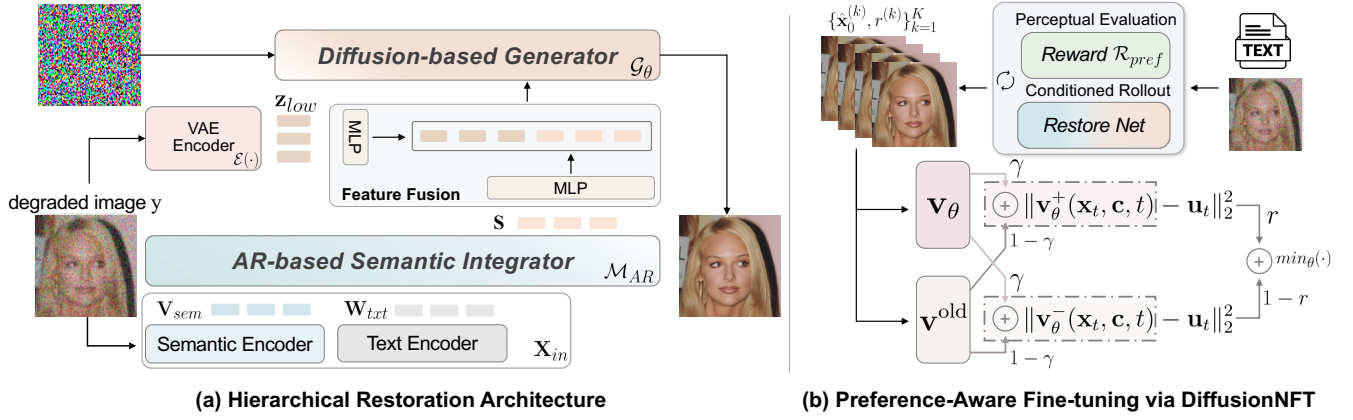 Diffusion-based Generator
𝒢_θ
z_low
VAE
Encoder
ℰ(·)
MLP
MLP
Feature Fusion
degraded image y
S
AR-based Semantic Integrator
ℳ_AR
V_sem
W_txt
Semantic Encoder
Text Encoder
X_in
(a) Hierarchical Restoration Architecture
{x̂_0^(k), r^(k)}_{k=1}^K
Perceptual Evaluation
Reward ℛ_pref
Conditioned Rollout
Restore Net
TEXT
v_θ
γ
+
‖v_θ^+(x_t, c, t) − u_t‖_2^2
1 − γ
r
+
min_θ(·)
1 − r
v^old
γ
+
‖v_θ^−(x_t, c, t) − u_t‖_2^2
1 − γ
(b) Preference-Aware Fine-tuning via DiffusionNFT